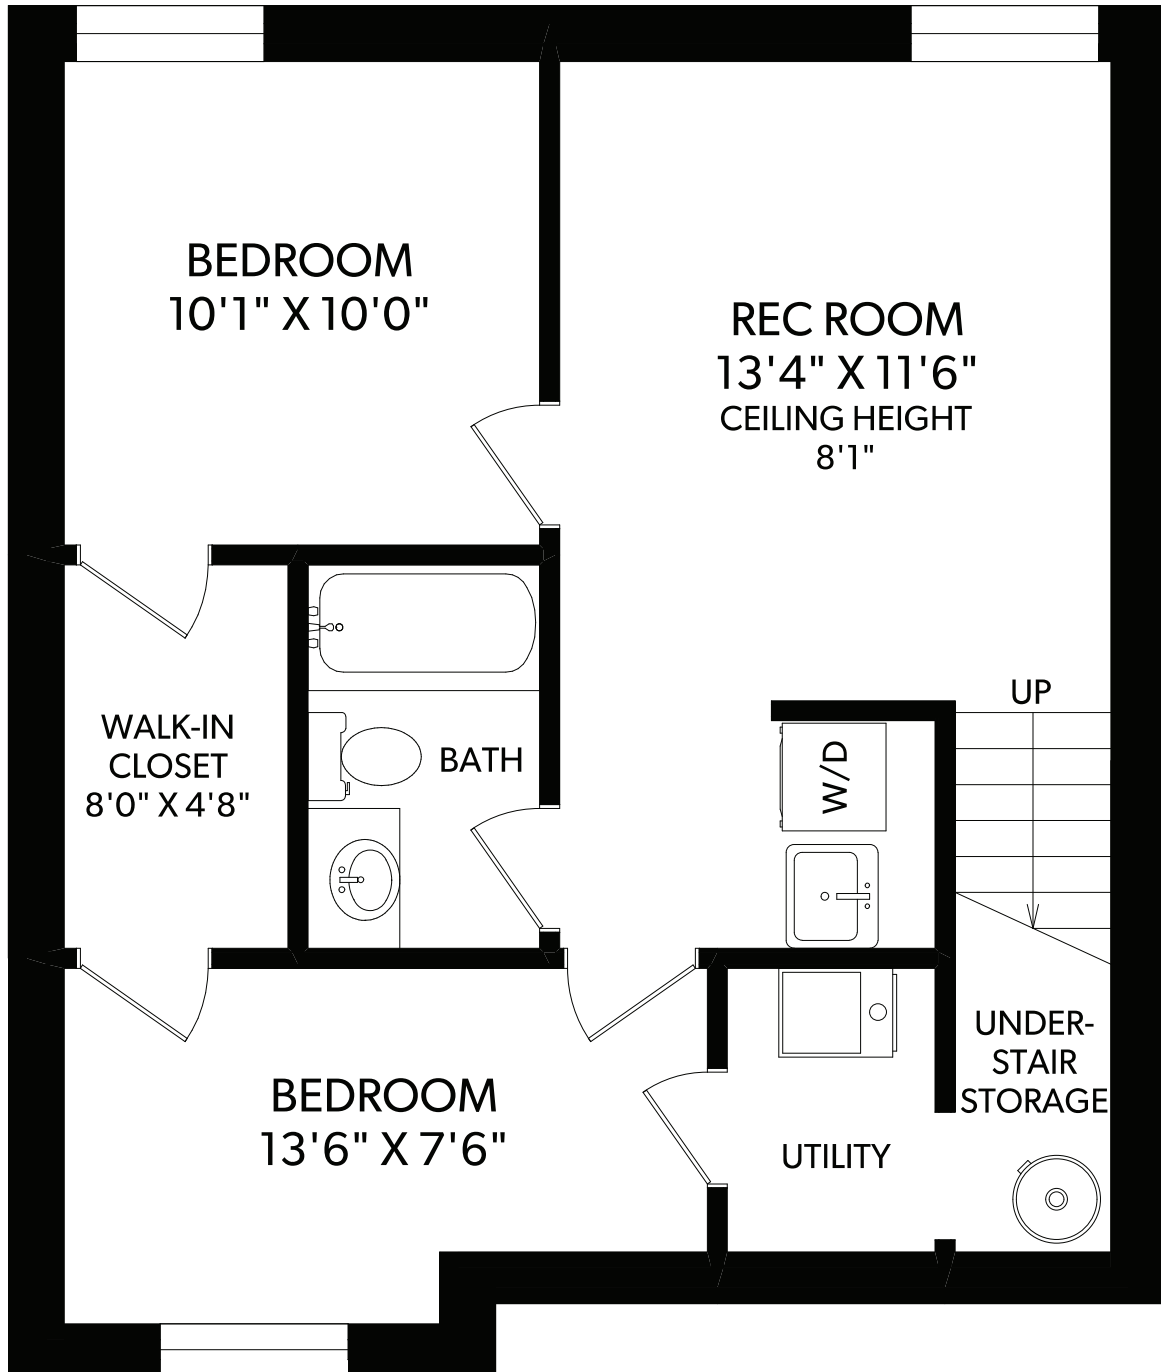 BEDROOM
10'1" X 10'0"
REC ROOM
13'4" X 11'6"
CEILING HEIGHT
8'1"
UP
WALK-IN
CLOSET
8'0" X 4'8"
BATH
W/D
UNDER-
STAIR
STORAGE
BEDROOM
13'6" X 7'6"
UTILITY